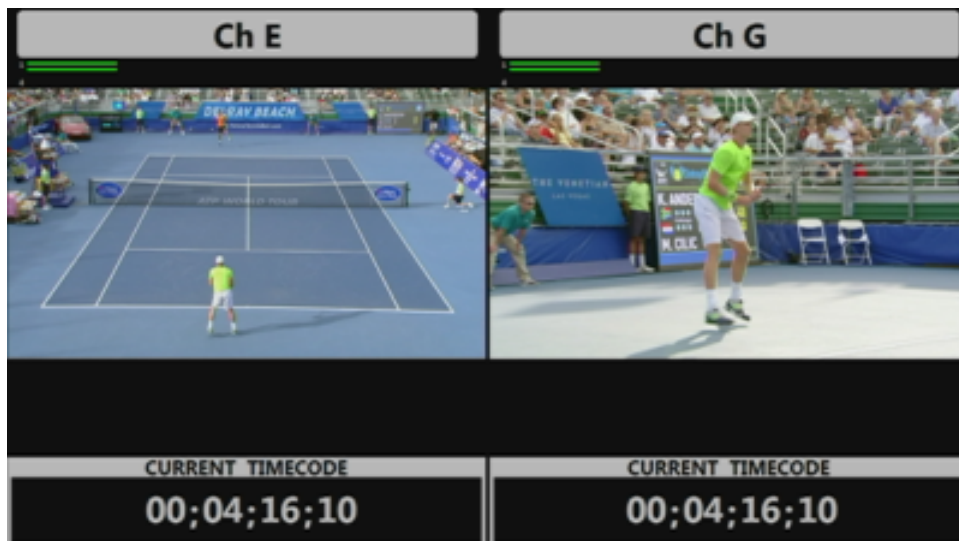 Ch E
Ch G
DELRAY BEACH
ATP WORLD TOUR
THE VENETIAN
LAS VEGAS
K. ANDE
M. CILIC
CURRENT TIMECODE
00;04;16;10
CURRENT TIMECODE
00;04;16;10